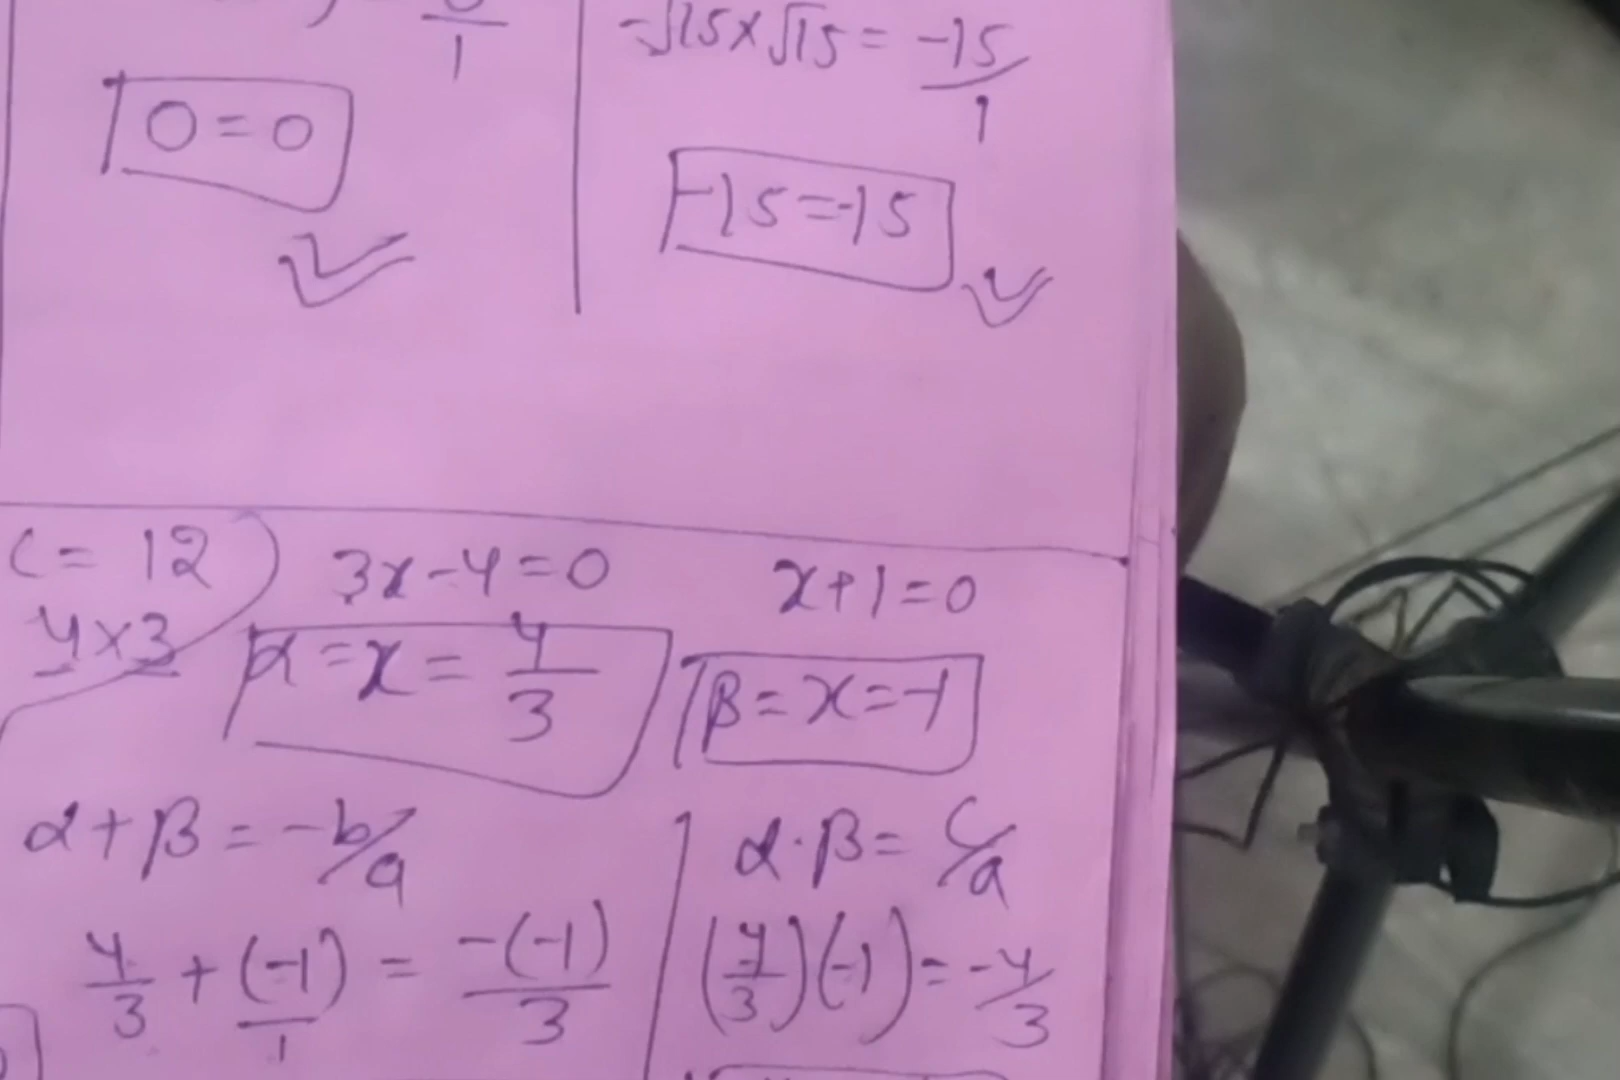 1
0 = 0
-√15 × √15 = -15/1
-15 = -15
C = 12
4×3
3x - 4 = 0
α = x = 4/3
x + 1 = 0
β = x = -1
α + β = -b/a
4/3 + (-1)/1 = -(-1)/3
α · β = c/a
(4/3)(-1) = -4/3